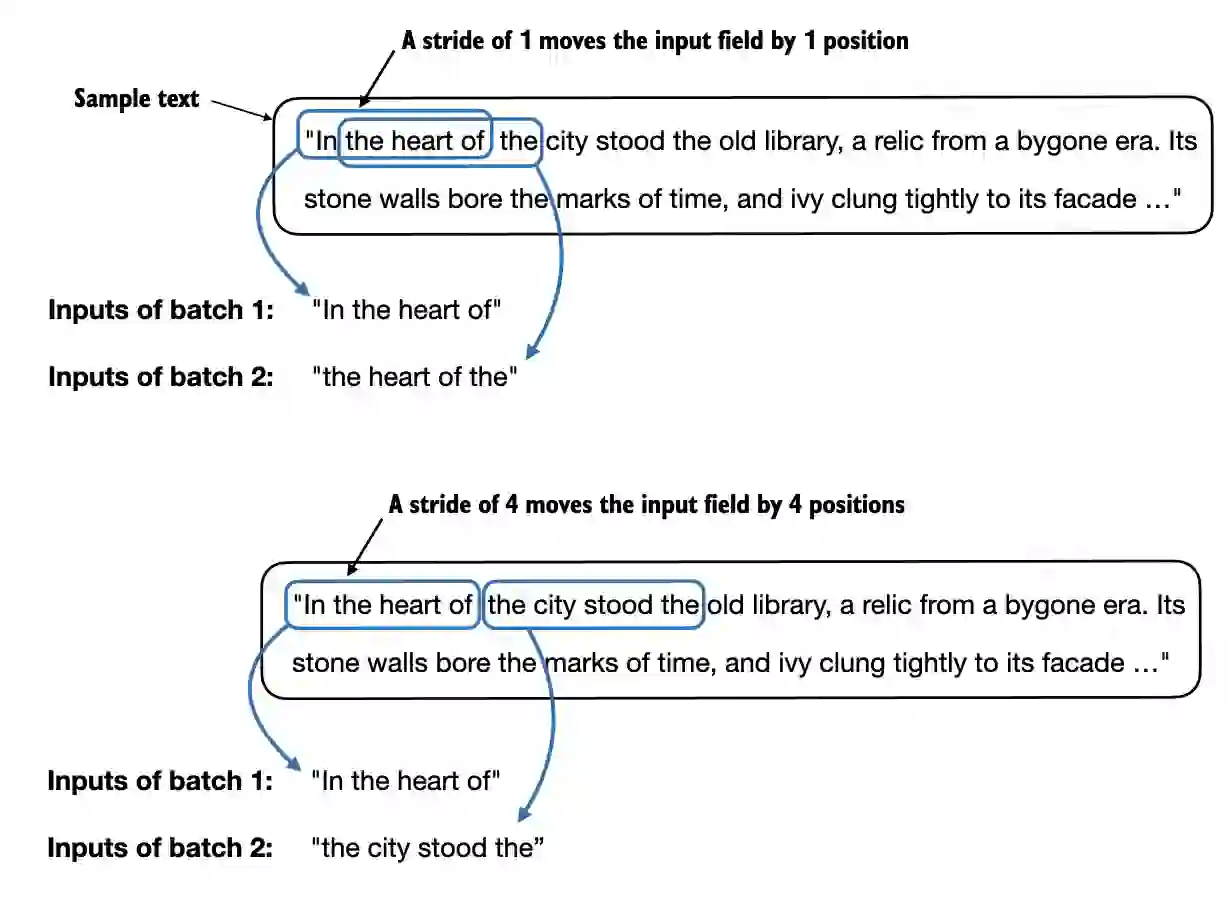 A stride of 1 moves the input field by 1 position
Sample text
"In the heart of the city stood the old library, a relic from a bygone era. Its
stone walls bore the marks of time, and ivy clung tightly to its facade …"
Inputs of batch 1: "In the heart of"
Inputs of batch 2: "the heart of the"
A stride of 4 moves the input field by 4 positions
"In the heart of the city stood the old library, a relic from a bygone era. Its
stone walls bore the marks of time, and ivy clung tightly to its facade …"
Inputs of batch 1: "In the heart of"
Inputs of batch 2: "the city stood the”